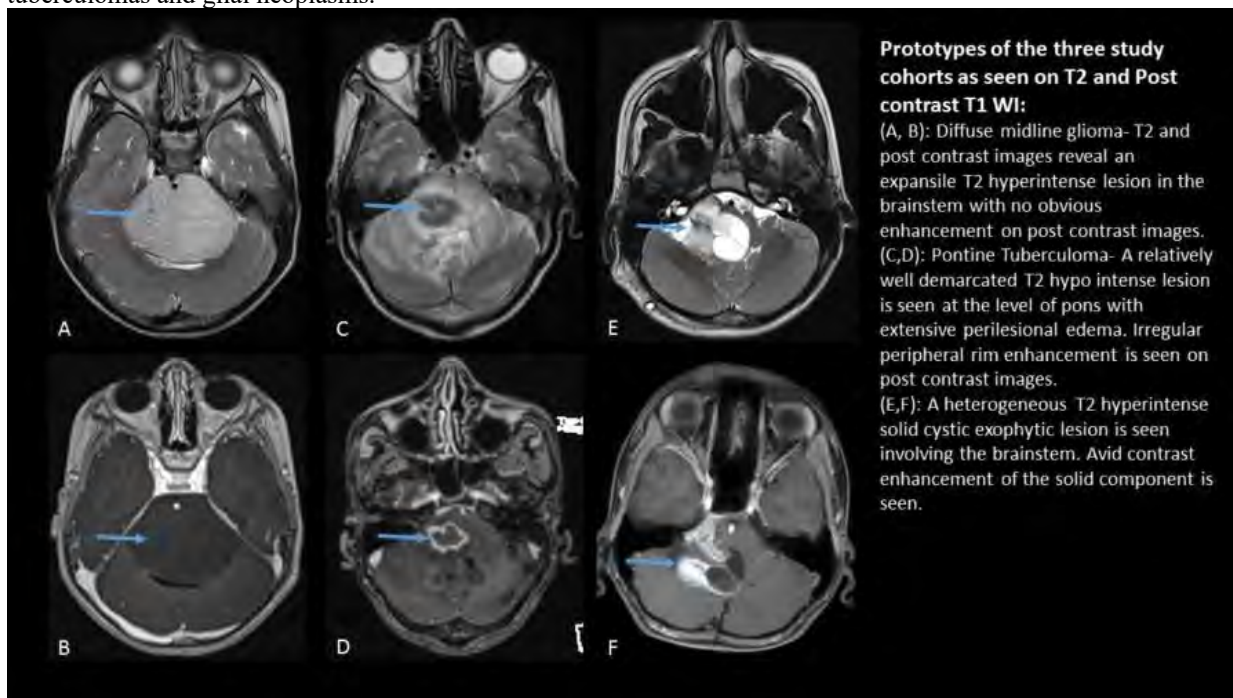 tuberculomas and glial neoplasms.
Prototypes of the three study
cohorts as seen on T2 and Post
contrast T1 WI:
(A, B): Diffuse midline glioma- T2 and
post contrast images reveal an
expansile T2 hyperintense lesion in the
brainstem with no obvious
enhancement on post contrast images.
(C,D): Pontine Tuberculoma- A relatively
well demarcated T2 hypo intense lesion
is seen at the level of pons with
extensive perilesional edema. Irregular
peripheral rim enhancement is seen on
post contrast images.
(E,F): A heterogeneous T2 hyperintense
solid cystic exophytic lesion is seen
involving the brainstem. Avid contrast
enhancement of the solid component is
seen.
A
C
E
B
D
F